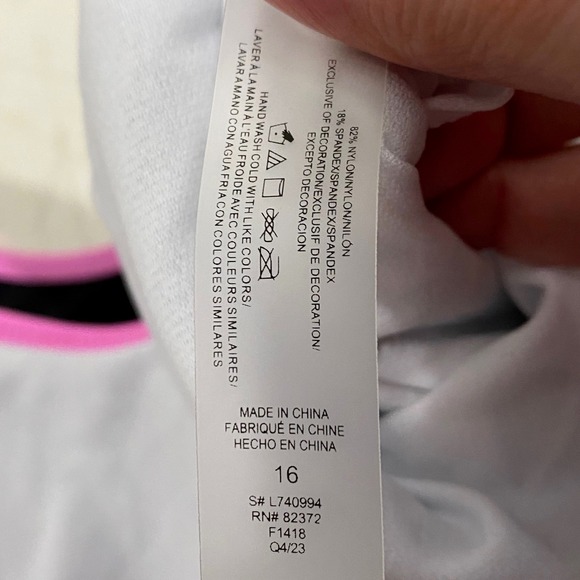 82% NYLON/NYLON/NILÓN
18% SPANDEX/SPANDEX/SPANDEX
EXCLUSIVE OF DECORATION/EXCLUSIF DE DECORATION/
EXCEPTO DECORACION
HAND WASH COLD WITH LIKE COLORS/
LAVER À LA MAIN À L'EAU FROIDE AVEC COULEURS SIMILAIRES/
LAVAR A MANO CON AGUA FRIA CON COLORES SIMILARES
MADE IN CHINA
FABRIQUÉ EN CHINE
HECHO EN CHINA
16
S# L740994
RN# 82372
F1418
Q4/23